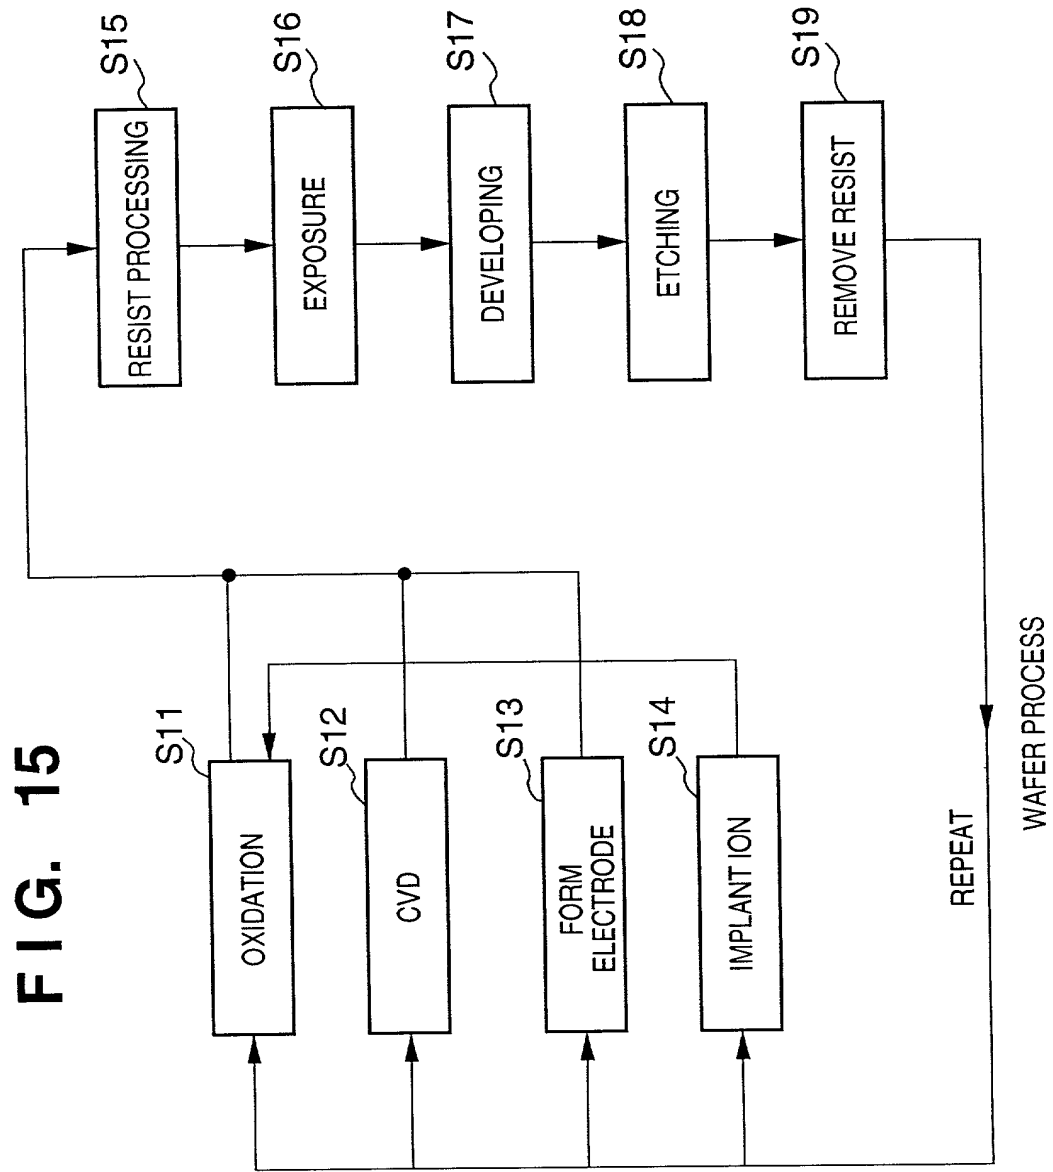 FIG. 15
S11
OXIDATION
S12
CVD
S13
FORM
ELECTRODE
S14
IMPLANT ION
S15
RESIST PROCESSING
S16
EXPOSURE
S17
DEVELOPING
S18
ETCHING
S19
REMOVE RESIST
REPEAT
WAFER PROCESS